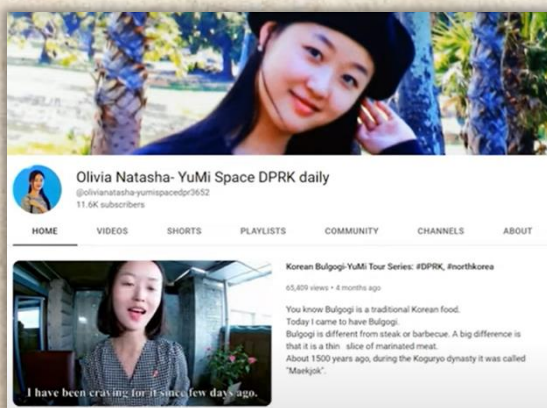 Olivia Natasha- YuMi Space DPRK daily
@olivianatasha-yumispacedpr3652
11.6K subscribers
HOME VIDEOS SHORTS PLAYLISTS COMMUNITY CHANNELS ABOUT
Korean Bulgogi-YuMi Tour Series: #DPRK, #northkorea
65,409 views • 4 months ago
You know Bulgogi is a traditional Korean food.
Today I came to have Bulgogi.
Bulgogi is different from steak or barbecue. A big difference is
that it is a thin slice of marinated meat.
About 1500 years ago, during the Koguryo dynasty it was called
"Maekjok".
I have been craving for it since few days ago.